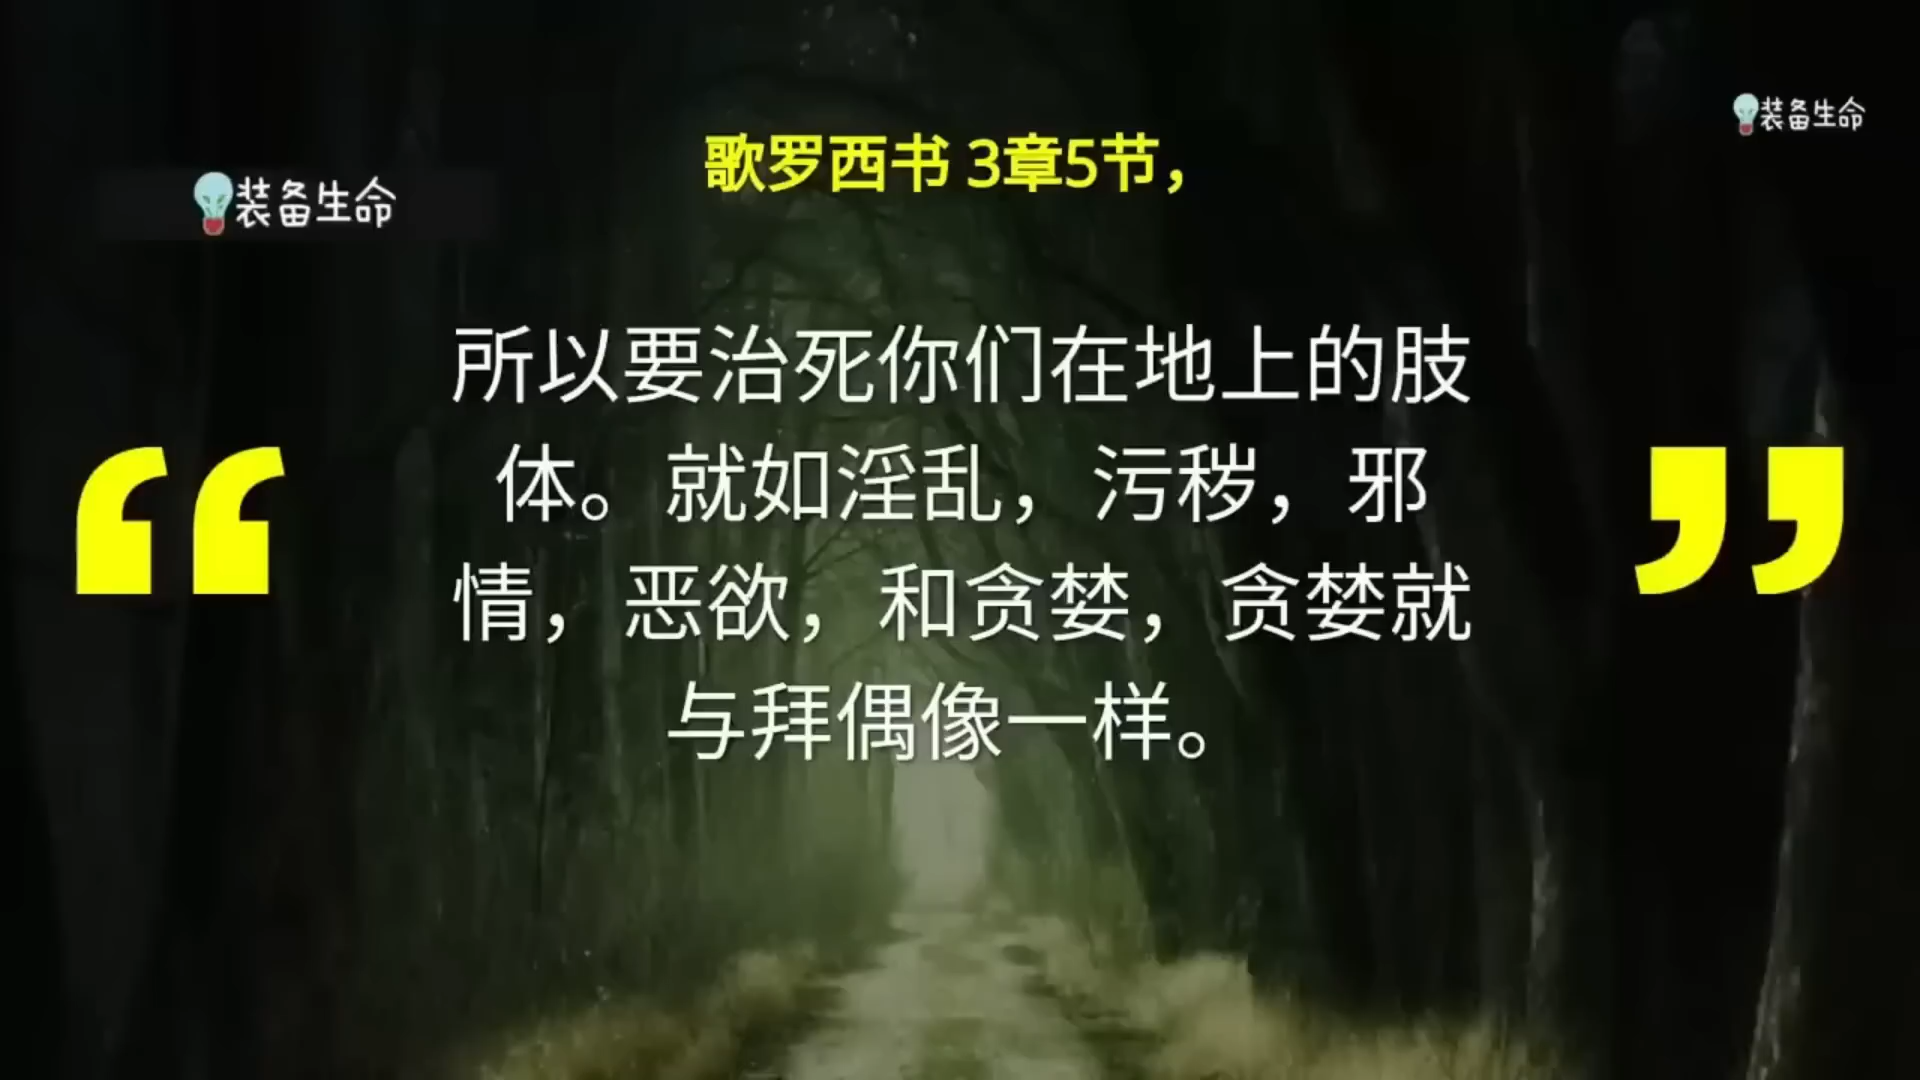 装备生命
歌罗西书 3章5节，
装备生命
“
所以要治死你们在地上的肢
体。就如淫乱，污秽，邪
情，恶欲，和贪婪，贪婪就
与拜偶像一样。
”